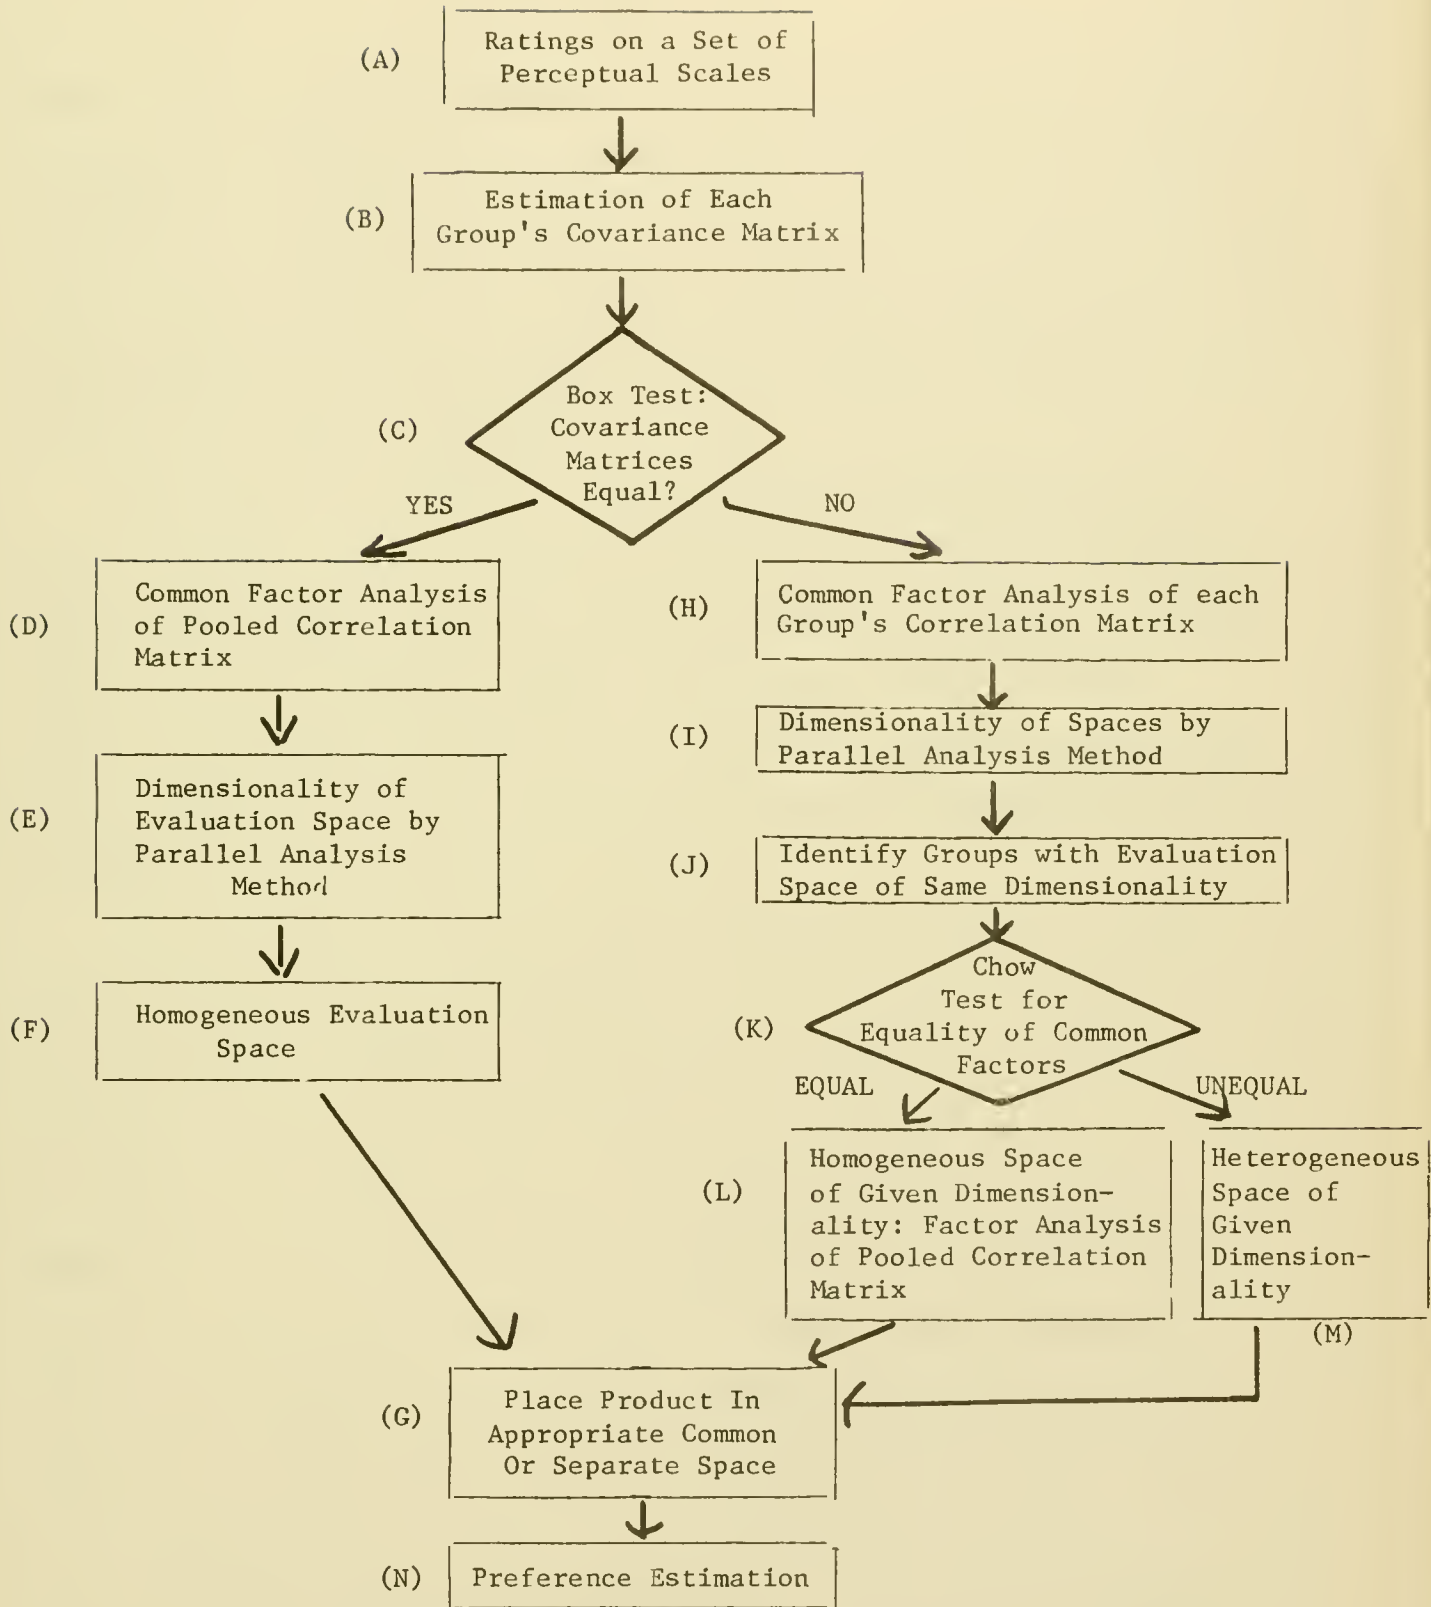 (A)
Ratings on a Set of
Perceptual Scales
(B)
Estimation of Each
Group's Covariance Matrix
(C)
Box Test:
Covariance
Matrices
Equal?
YES
NO
(D)
Common Factor Analysis
of Pooled Correlation
Matrix
(E)
Dimensionality of
Evaluation Space by
Parallel Analysis
Method
(F)
Homogeneous Evaluation
Space
(H)
Common Factor Analysis of each
Group's Correlation Matrix
(I)
Dimensionality of Spaces by
Parallel Analysis Method
(J)
Identify Groups with Evaluation
Space of Same Dimensionality
(K)
Chow
Test for
Equality of Common
Factors
EQUAL
UNEQUAL
(L)
Homogeneous Space
of Given Dimension-
ality: Factor Analysis
of Pooled Correlation
Matrix
Heterogeneous
Space of
Given
Dimension-
ality
(M)
(G)
Place Product In
Appropriate Common
Or Separate Space
(N)
Preference Estimation